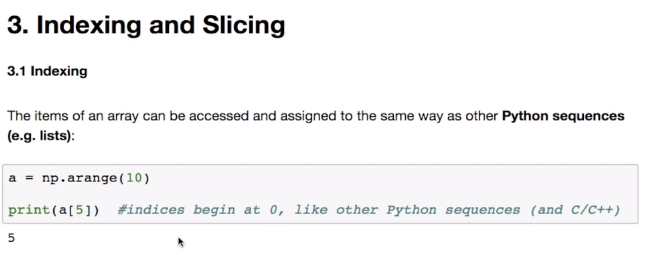 3. Indexing and Slicing
3.1 Indexing
The items of an array can be accessed and assigned to the same way as other Python sequences
(e.g. lists):
a = np.arange(10)
print(a[5])  #indices begin at 0, like other Python sequences (and C/C++)
5